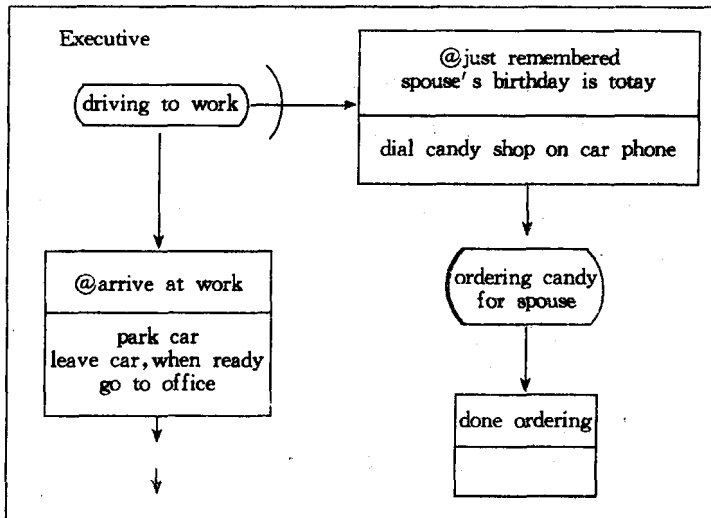 Executive
@just remembered
spouse's birthday is totay
driving to work
dial candy shop on car phone
@arrive at work
ordering candy
for spouse
park car
leave car, when ready
go to office
done ordering